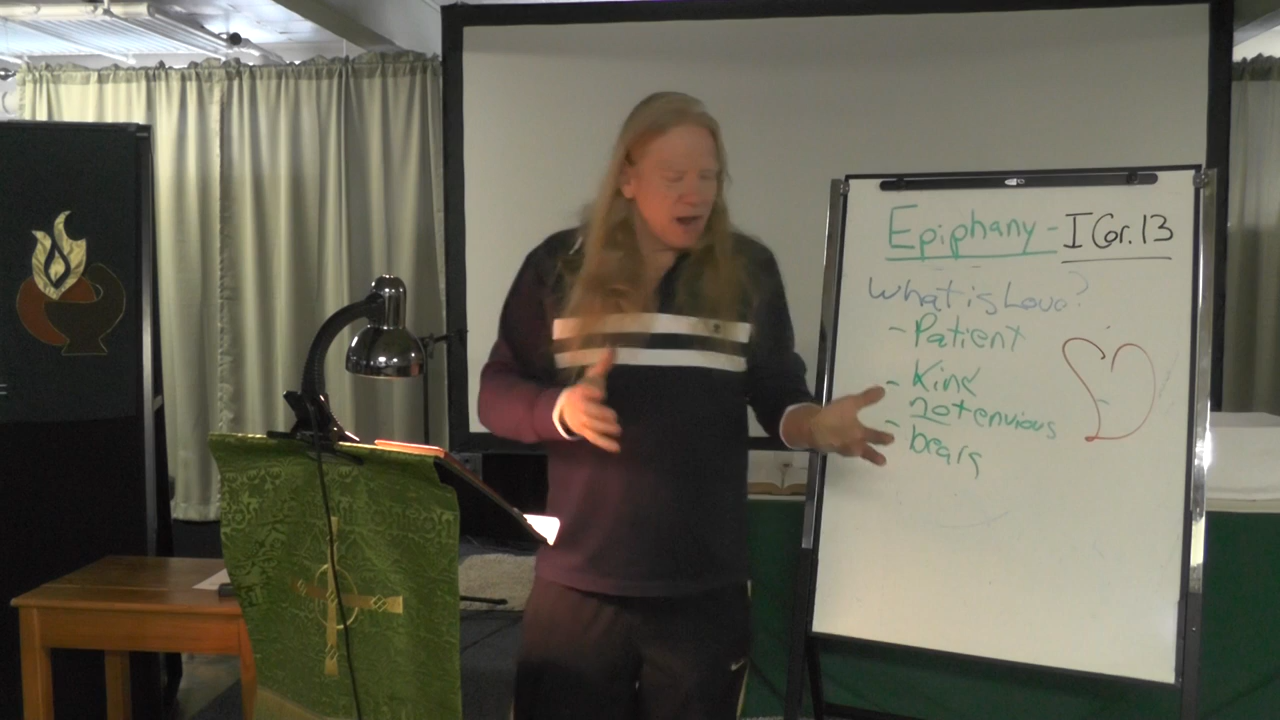 Epiphany - I Cor. 13
What is Love?
- Patient
- Kind
- not envious
bears